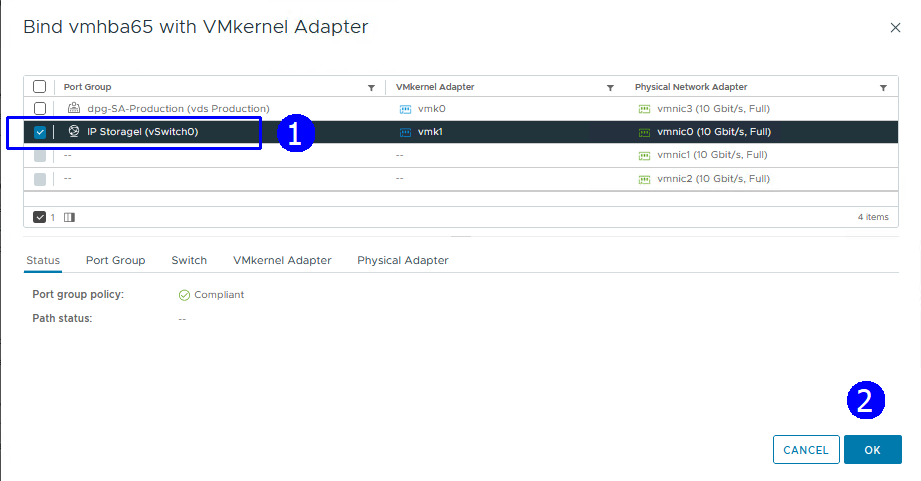 Bind vmhba65 with VMkernel Adapter
Port Group VMkernel Adapter Physical Network Adapter
dpg-SA-Production (vds Production) vmk0 vmnic3 (10 Gbit/s, Full)
IP Storagel (vSwitch0) vmk1 vmnic0 (10 Gbit/s, Full)
1
-- -- vmnic1 (10 Gbit/s, Full)
-- -- vmnic2 (10 Gbit/s, Full)
1 4 items
Status Port Group Switch VMkernel Adapter Physical Adapter
Port group policy: Compliant
Path status: --
2
CANCEL OK